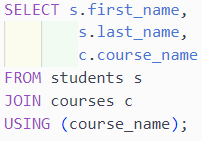 SELECT s.first_name,
       s.last_name,
       c.course_name
FROM students s
JOIN courses c
USING (course_name);